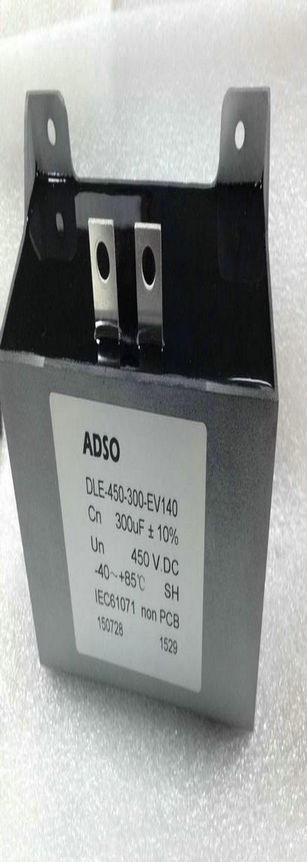 ADSO
DLE-450-300-EV140
Cn 300uF ± 10%
Un 450 V.DC
-40~+85℃ SH
IEC61071 non PCB
150728 1529